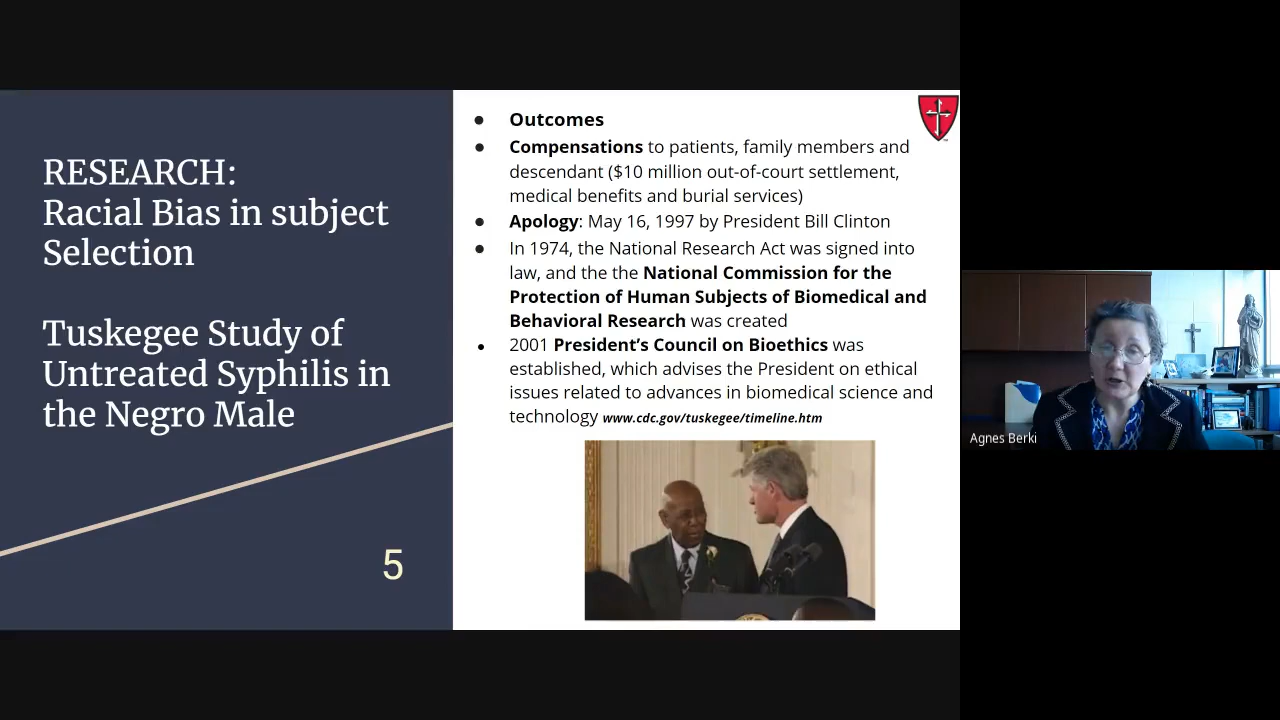 RESEARCH:
Racial Bias in subject
Selection
Tuskegee Study of
Untreated Syphilis in
the Negro Male
5
● Outcomes
● Compensations to patients, family members and
descendant ($10 million out-of-court settlement,
medical benefits and burial services)
● Apology: May 16, 1997 by President Bill Clinton
● In 1974, the National Research Act was signed into
law, and the the National Commission for the
Protection of Human Subjects of Biomedical and
Behavioral Research was created
● 2001 President’s Council on Bioethics was
established, which advises the President on ethical
issues related to advances in biomedical science and
technology www.cdc.gov/tuskegee/timeline.htm
Agnes Berki